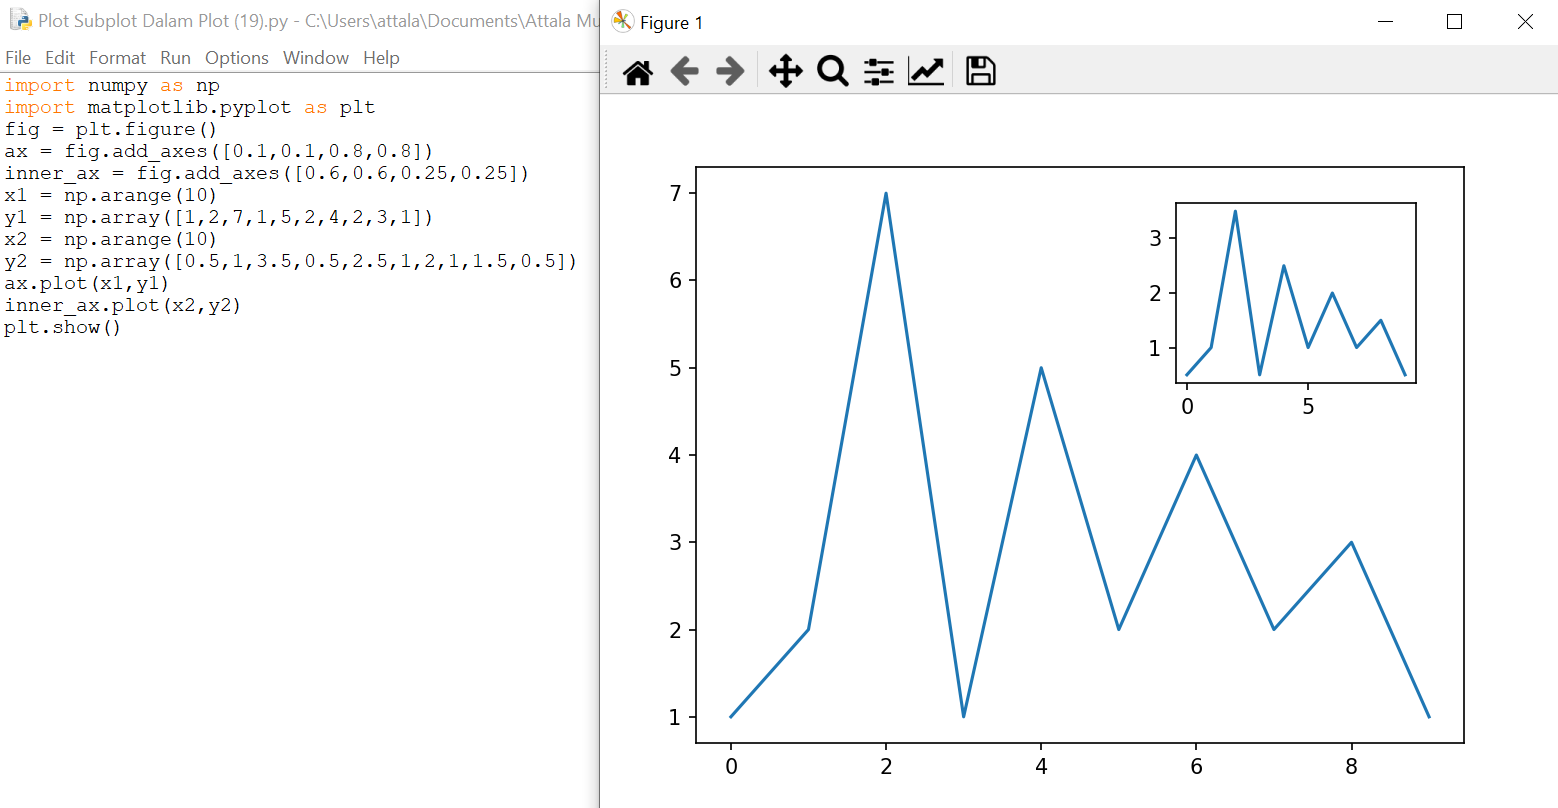 Plot Subplot Dalam Plot (19).py - C:\Users\attala\Documents\Attala Mu
File Edit Format Run Options Window Help
import numpy as np
import matplotlib.pyplot as plt
fig = plt.figure()
ax = fig.add_axes([0.1,0.1,0.8,0.8])
inner_ax = fig.add_axes([0.6,0.6,0.25,0.25])
x1 = np.arange(10)
y1 = np.array([1,2,7,1,5,2,4,2,3,1])
x2 = np.arange(10)
y2 = np.array([0.5,1,3.5,0.5,2.5,1,2,1,1.5,0.5])
ax.plot(x1,y1)
inner_ax.plot(x2,y2)
plt.show()
Figure 1
7
6
5
4
3
2
1
0 2 4 6 8
3
2
1
0 5